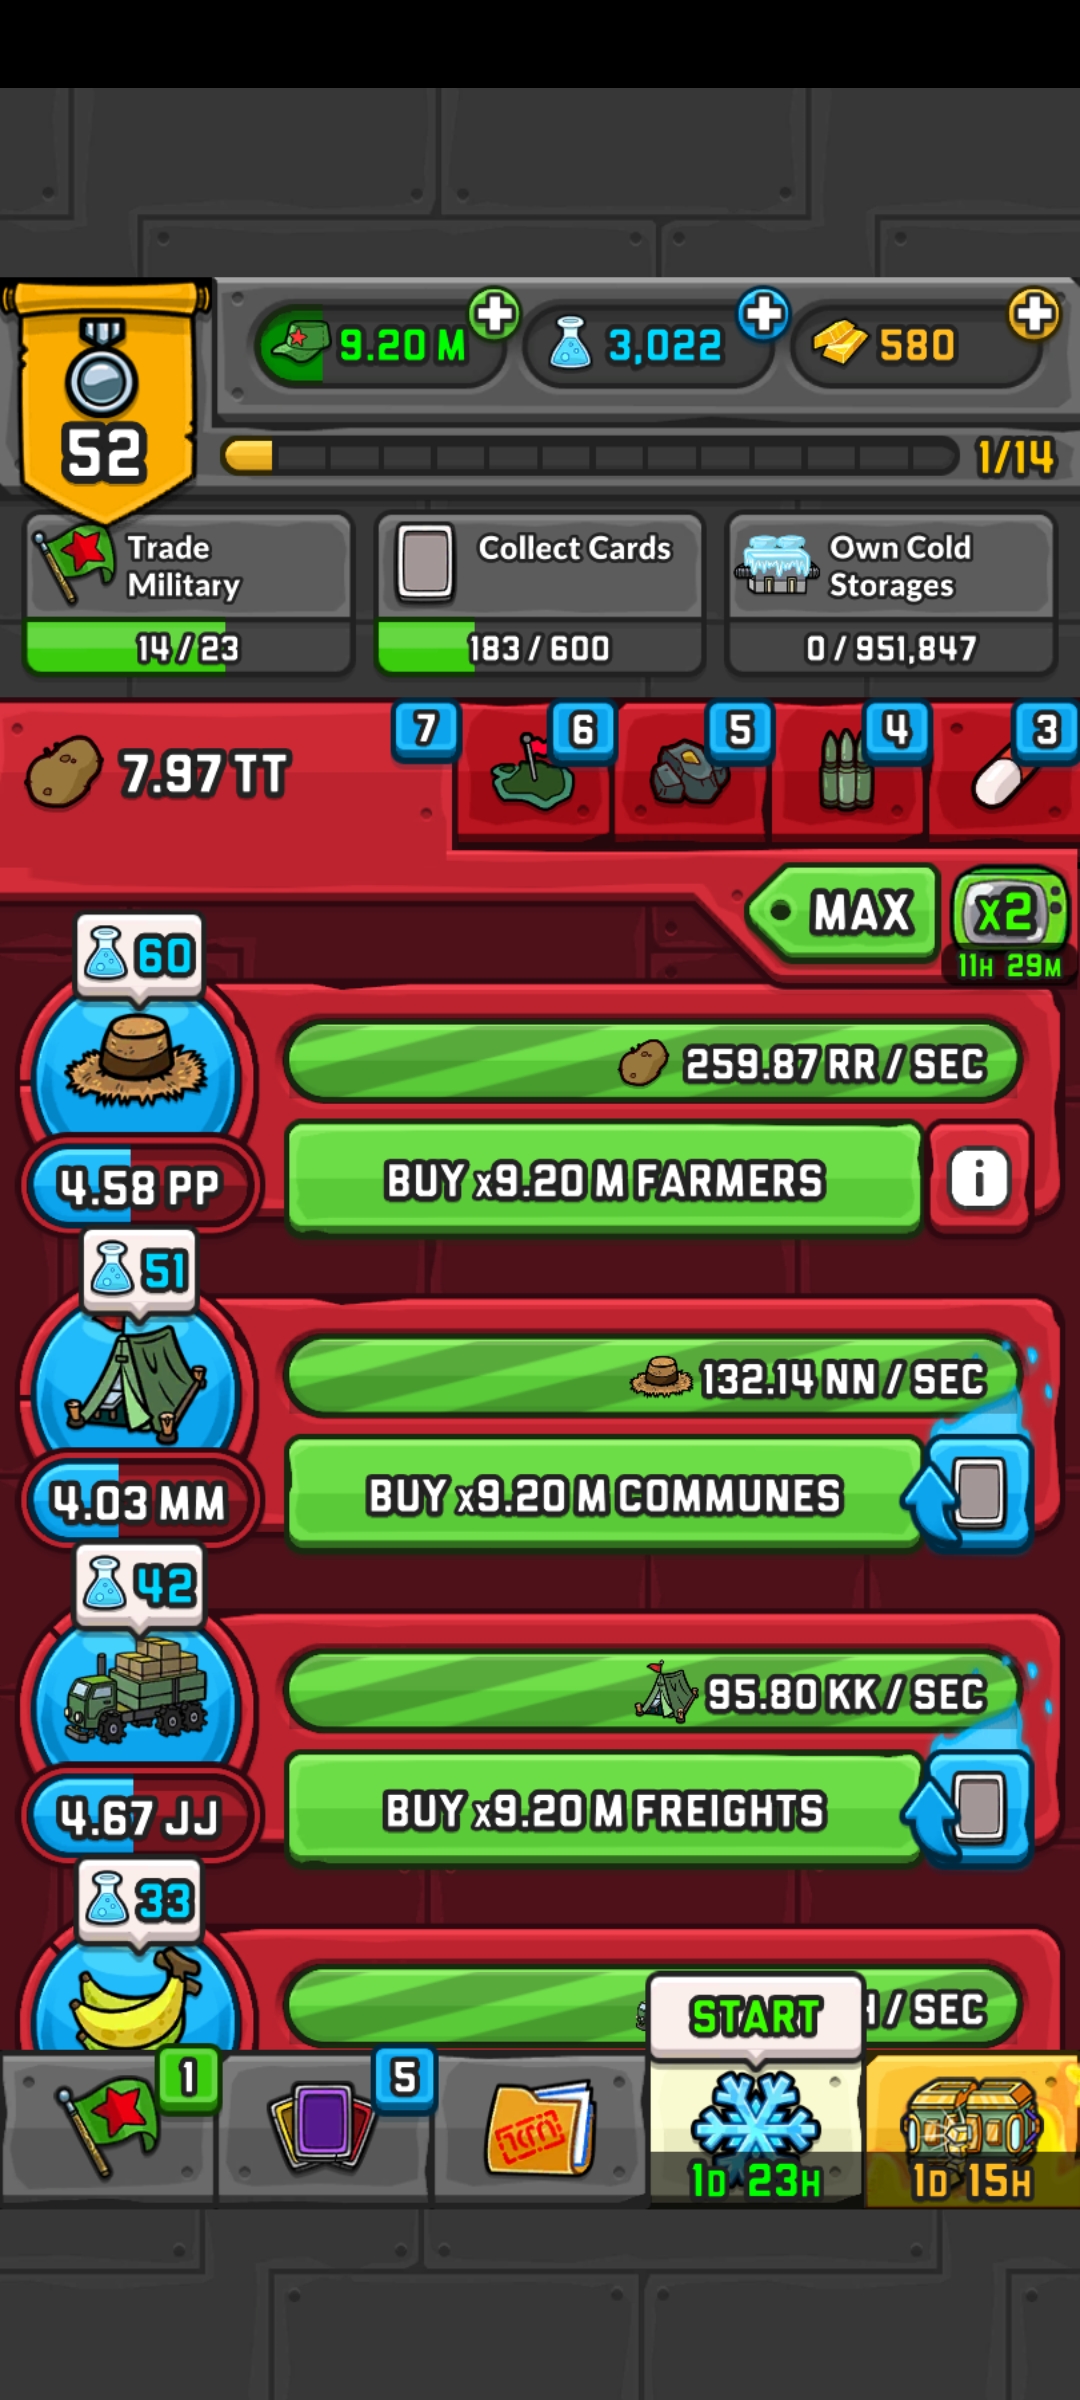 9.20 M
3,022
580
52
1/14
Trade
Military
14 / 23
Collect Cards
183 / 600
Own Cold
Storages
0 / 951,847
7.97 TT
7
6
5
4
3
MAX
x2
11H 29M
60
259.87 RR / SEC
4.58 PP
BUY x9.20 M FARMERS
i
51
132.14 NN / SEC
4.03 MM
BUY x9.20 M COMMUNES
42
95.80 KK / SEC
4.67 JJ
BUY x9.20 M FREIGHTS
33
/ SEC
START
1
5
1D 23H
1D 15H